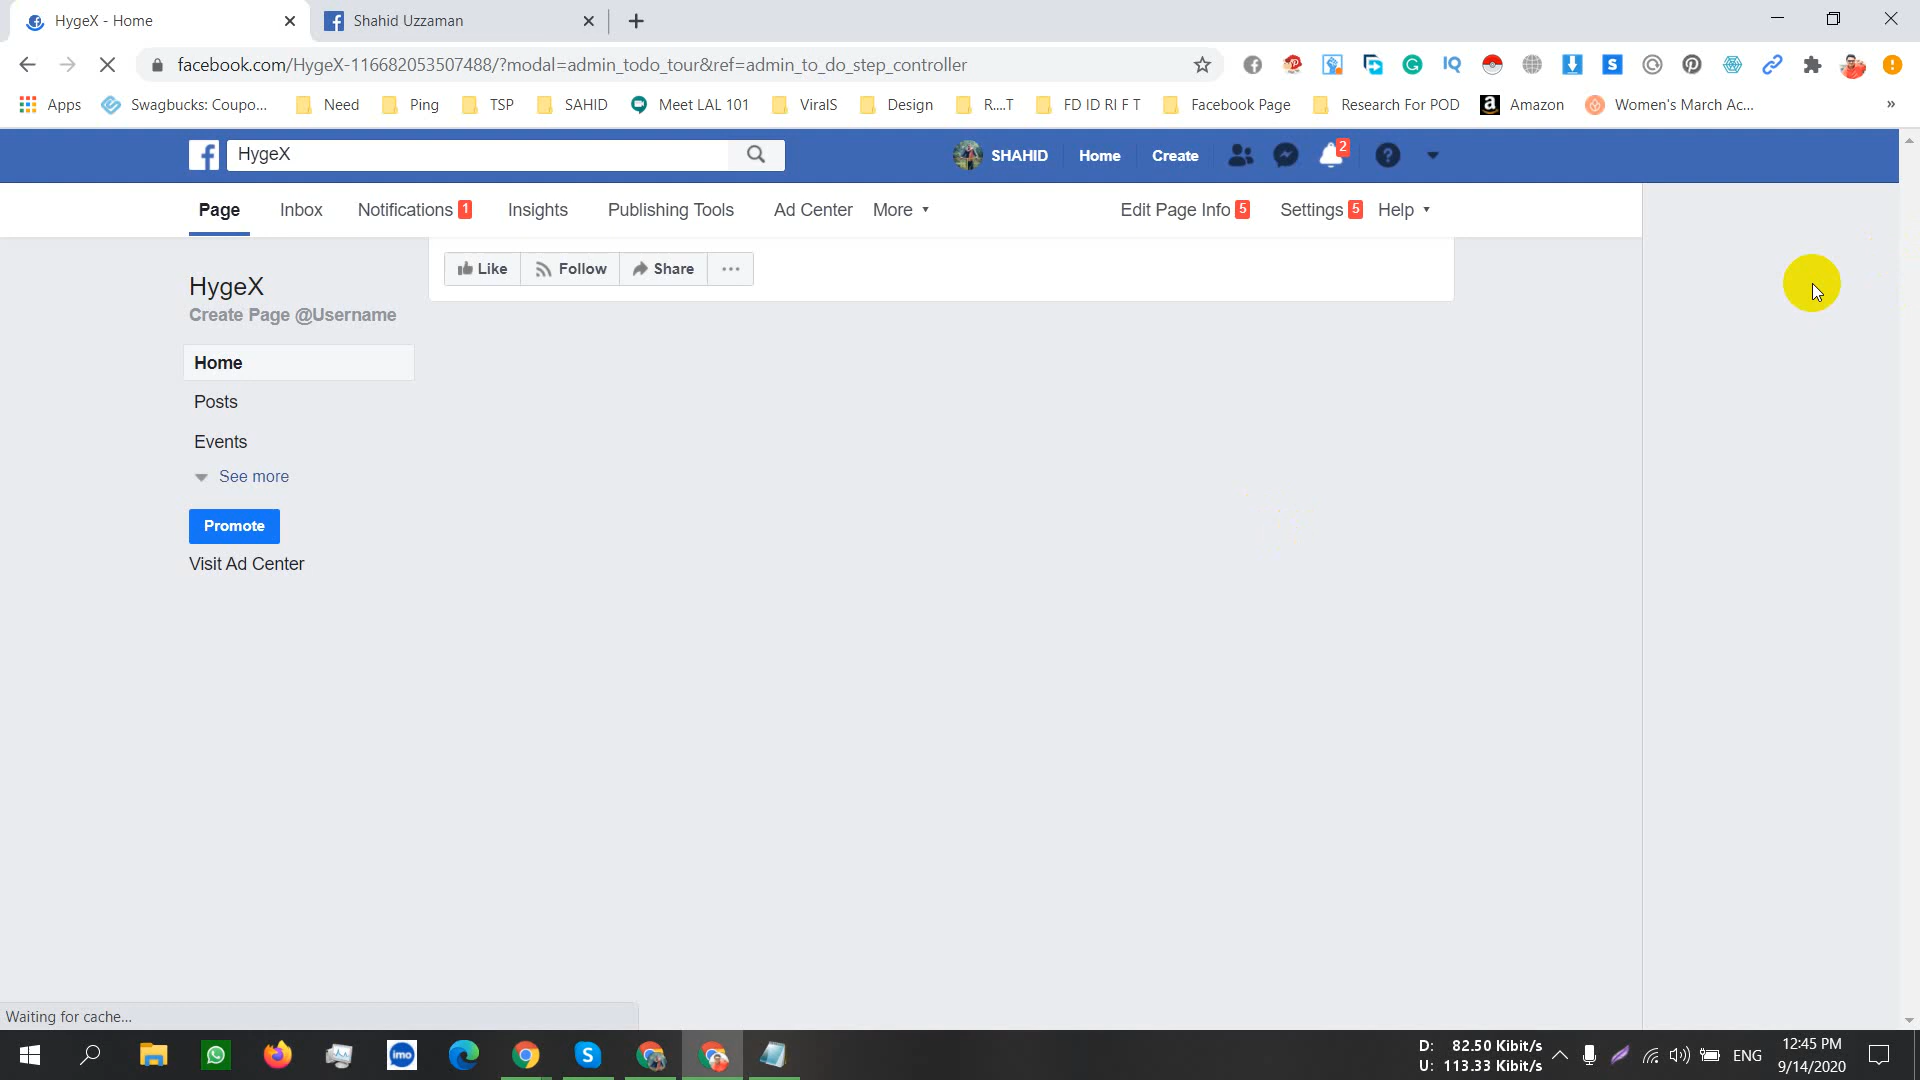 HygeX - Home
Shahid Uzzaman
facebook.com/HygeX-116682053507488/?modal=admin_todo_tour&ref=admin_to_do_step_controller
Apps Swagbucks: Coupo... Need Ping TSP SAHID Meet LAL 101 ViralS Design R....T FD ID RI F T Facebook Page Research For POD Amazon Women's March Ac... »
HygeX SHAHID Home Create 2
Page Inbox Notifications 1 Insights Publishing Tools Ad Center More Edit Page Info 5 Settings 5 Help
Like Follow Share ...
HygeX
Create Page @Username
Home
Posts
Events
See more
Promote
Visit Ad Center
Waiting for cache...
D: 82.50 Kibit/s
U: 113.33 Kibit/s
ENG
12:45 PM
9/14/2020
imo